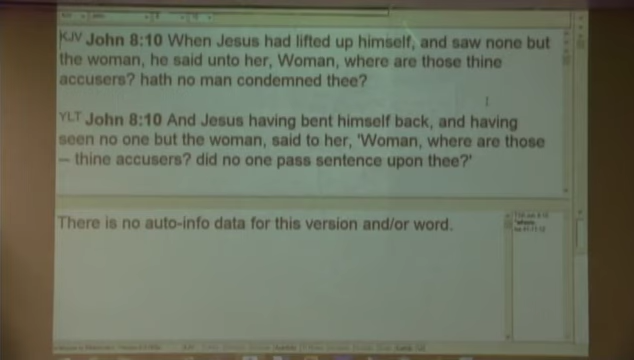 KJV John 8:10 When Jesus had lifted up himself, and saw none but
the woman, he said unto her, Woman, where are those thine
accusers? hath no man condemned thee?
YLT John 8:10 And Jesus having bent himself back, and having
seen no one but the woman, said to her, 'Woman, where are those
— thine accusers? did no one pass sentence upon thee?'
There is no auto-info data for this version and/or word.